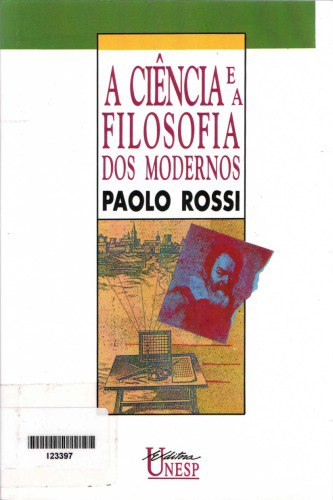 A CIÊNCIA E A
FILOSOFIA
DOS MODERNOS
PAOLO ROSSI
123397
Editora
UNESP